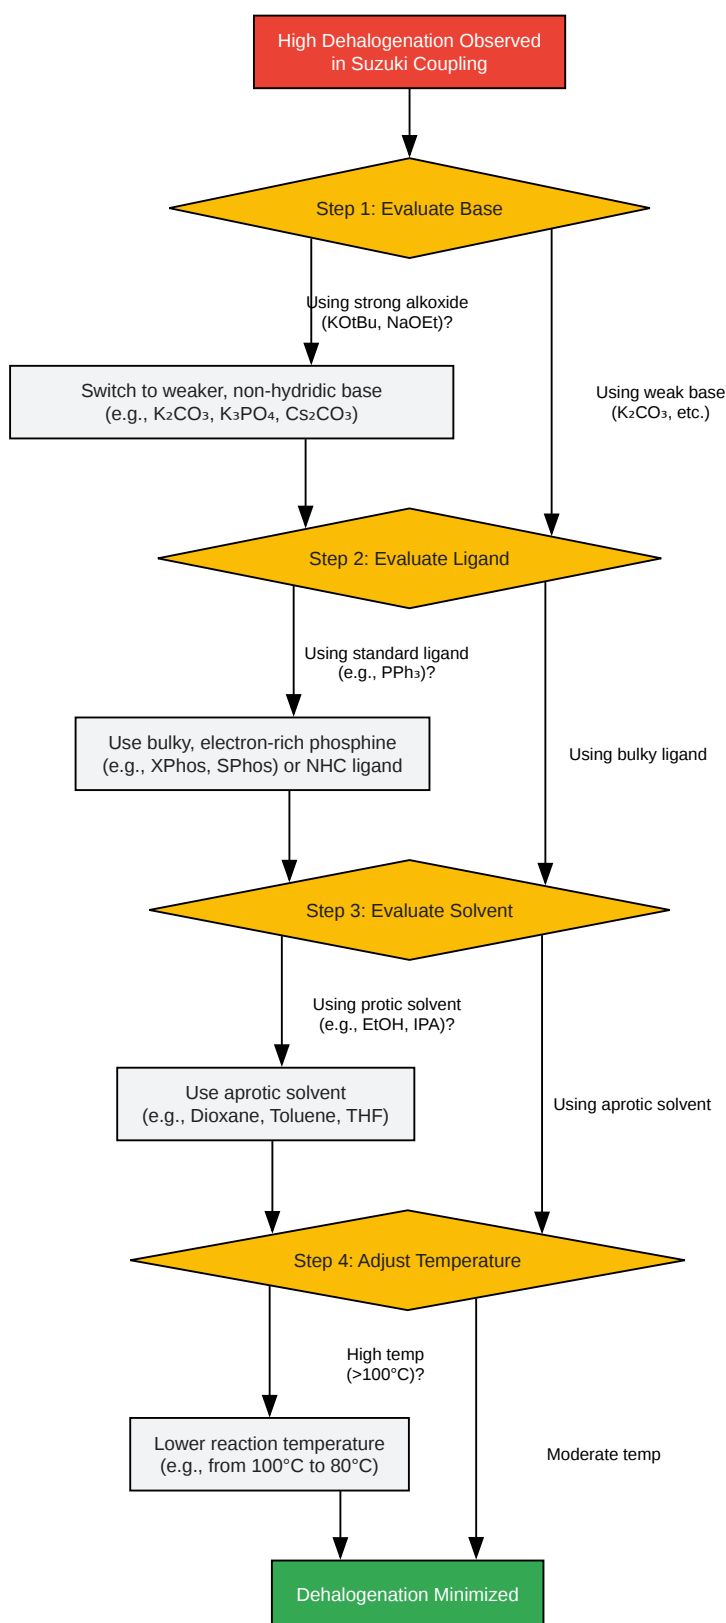 High Dehalogenation Observed
in Suzuki Coupling
Step 1: Evaluate Base
Using strong alkoxide
(KOtBu, NaOEt)?
Switch to weaker, non-hydridic base
(e.g., K₂CO₃, K₃PO₄, Cs₂CO₃)
Using weak base
(K₂CO₃, etc.)
Step 2: Evaluate Ligand
Using standard ligand
(e.g., PPh₃)?
Use bulky, electron-rich phosphine
(e.g., XPhos, SPhos) or NHC ligand
Using bulky ligand
Step 3: Evaluate Solvent
Using protic solvent
(e.g., EtOH, IPA)?
Use aprotic solvent
(e.g., Dioxane, Toluene, THF)
Using aprotic solvent
Step 4: Adjust Temperature
High temp
(>100°C)?
Lower reaction temperature
(e.g., from 100°C to 80°C)
Moderate temp
Dehalogenation Minimized